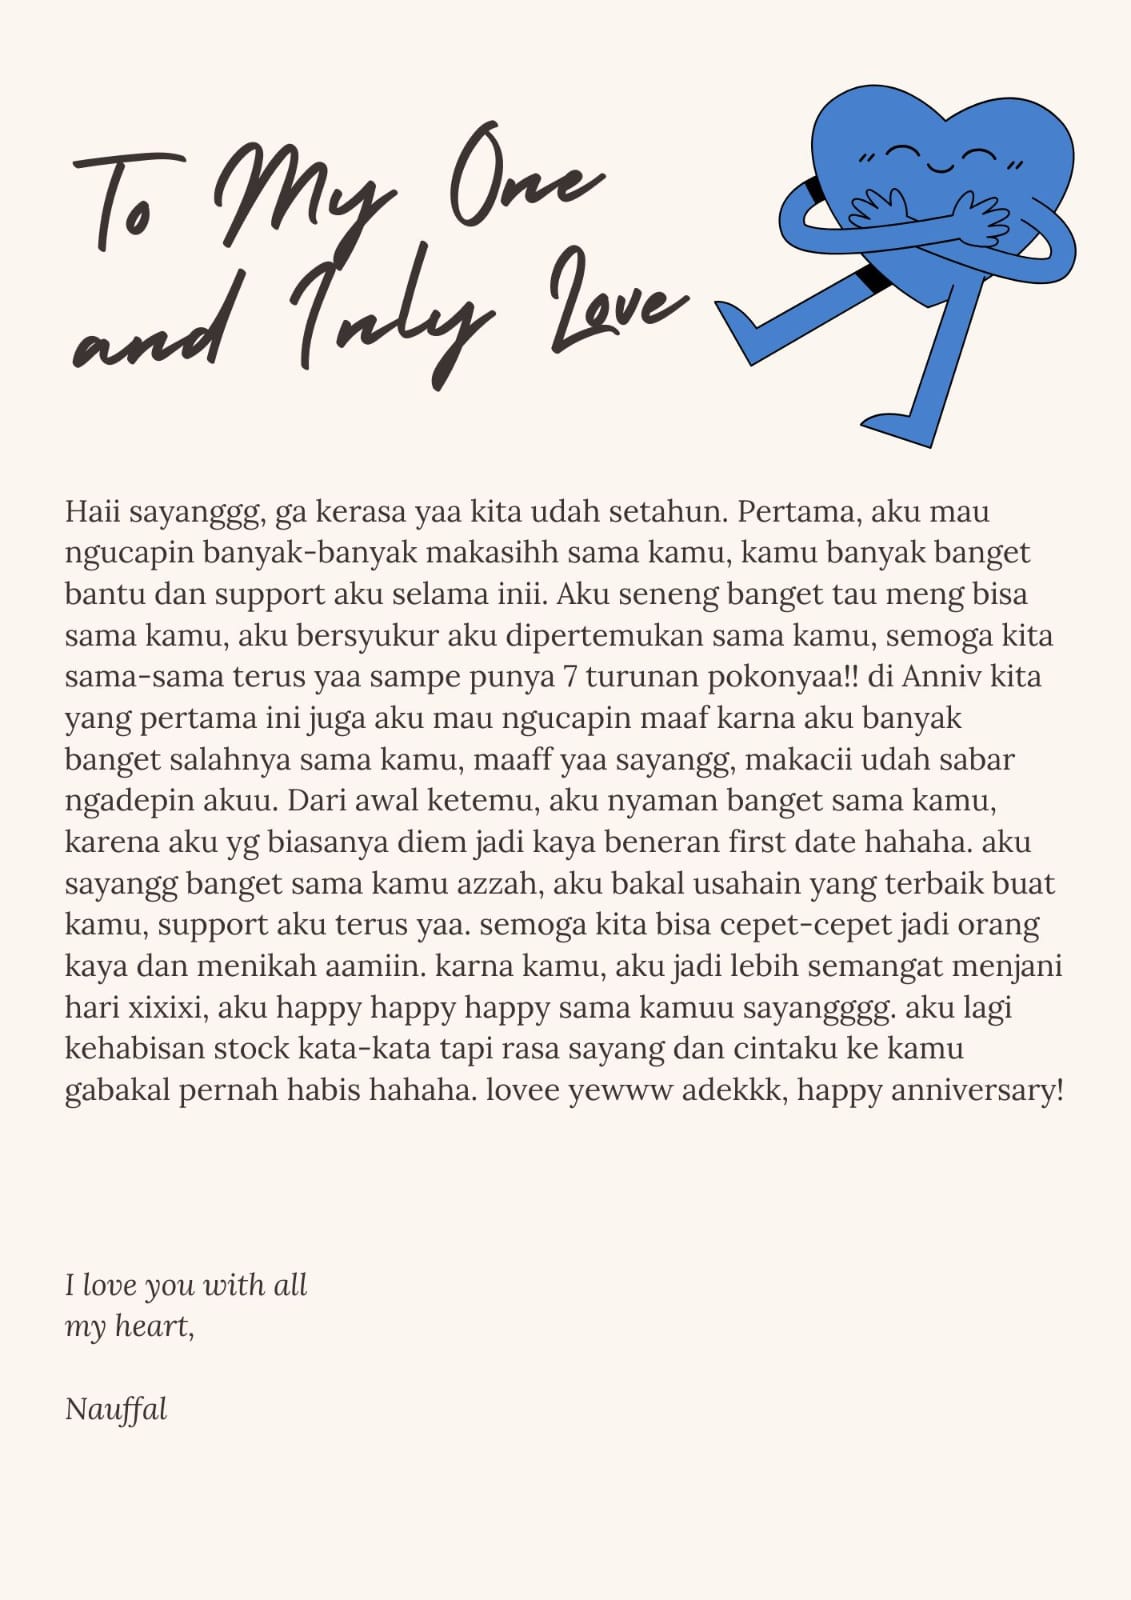 To My One
and Inly Love
Haii sayanggg, ga kerasa yaa kita udah setahun. Pertama, aku mau
ngucapin banyak-banyak makasihh sama kamu, kamu banyak banget
bantu dan support aku selama inii. Aku seneng banget tau meng bisa
sama kamu, aku bersyukur aku dipertemukan sama kamu, semoga kita
sama-sama terus yaa sampe punya 7 turunan pokonyaa!! di Anniv kita
yang pertama ini juga aku mau ngucapin maaf karna aku banyak
banget salahnya sama kamu, maaff yaa sayangg, makacii udah sabar
ngadepin akuu. Dari awal ketemu, aku nyaman banget sama kamu,
karena aku yg biasanya diem jadi kaya beneran first date hahaha. aku
sayangg banget sama kamu azzah, aku bakal usahain yang terbaik buat
kamu, support aku terus yaa. semoga kita bisa cepet-cepet jadi orang
kaya dan menikah aamiin. karna kamu, aku jadi lebih semangat menjani
hari xixixi, aku happy happy happy sama kamuu sayangggg. aku lagi
kehabisan stock kata-kata tapi rasa sayang dan cintaku ke kamu
gabakal pernah habis hahaha. lovee yewww adekkk, happy anniversary!
I love you with all
my heart,
Nauffal